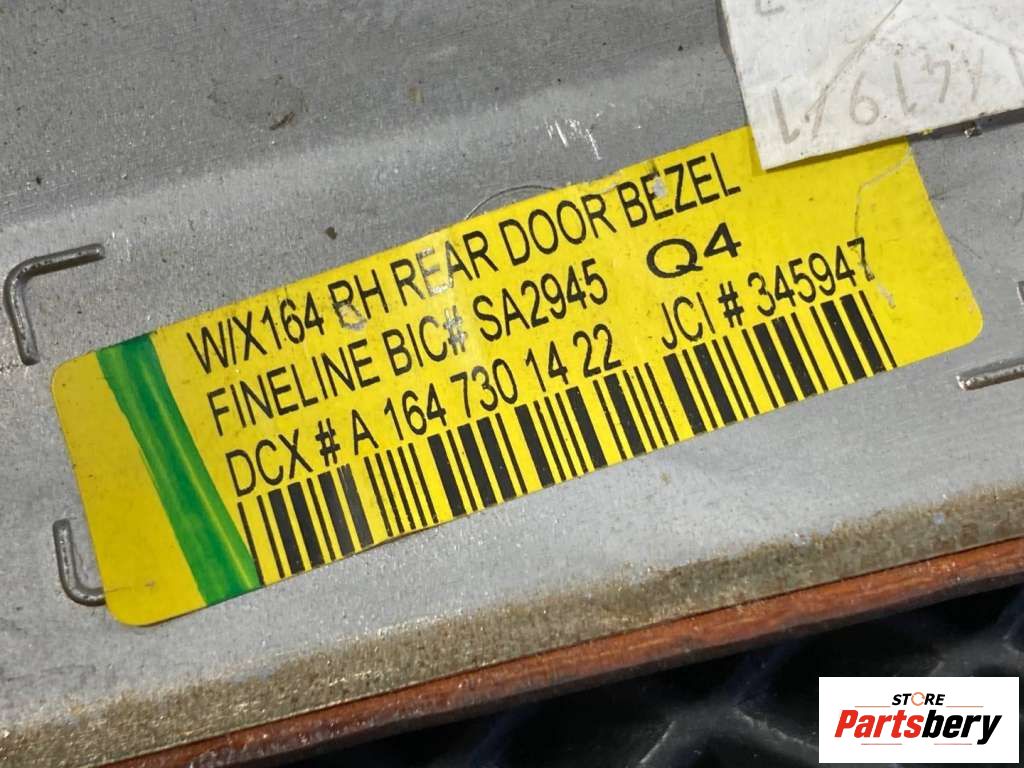 W/X164 RH REAR DOOR BEZEL
FINELINE BIC# SA2945 Q4
DCX # A 164 730 14 22 JCI # 345947
STORE
Partsbery